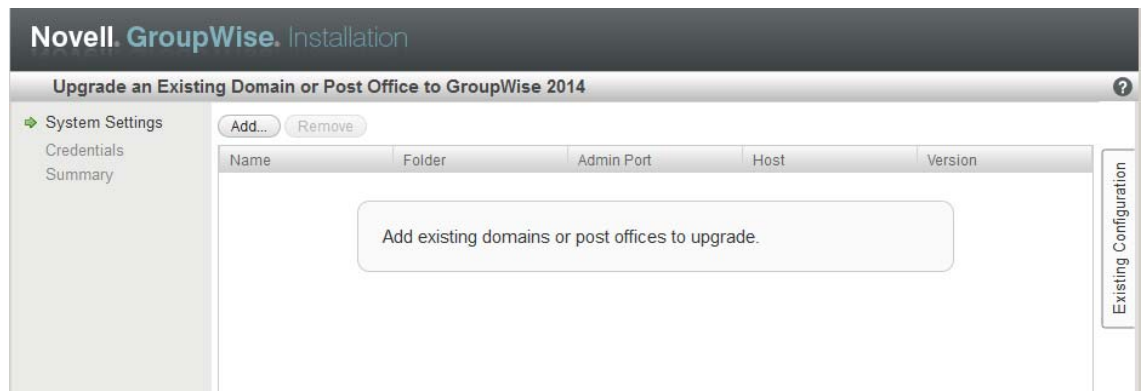 Novell. GroupWise. Installation
Upgrade an Existing Domain or Post Office to GroupWise 2014
?
System Settings
Credentials
Summary
Add... Remove
Name Folder Admin Port Host Version
Add existing domains or post offices to upgrade.
Existing Configuration